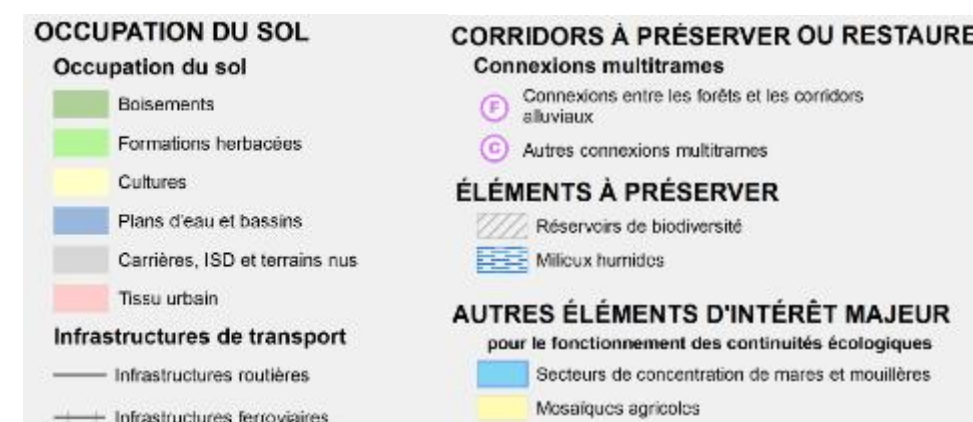 OCCUPATION DU SOL
Occupation du sol
Boisements
Formations herbacées
Cultures
Plans d'eau et bassins
Carrières, ISD et terrains nus
Tissu urbain
Infrastructures de transport
Infrastructures routières
Infrastructures ferroviaires
CORRIDORS À PRÉSERVER OU RESTAURE
Connexions multitrames
F Connexions entre les forêts et les corridors
alluviaux
C Autres connexions multitrames
ÉLÉMENTS À PRÉSERVER
Réservoirs de biodiversité
Milieux humides
AUTRES ÉLÉMENTS D'INTÉRÊT MAJEUR
pour le fonctionnement des continuités écologiques
Secteurs de concentration de mares et mouillères
Mosaïques agricoles